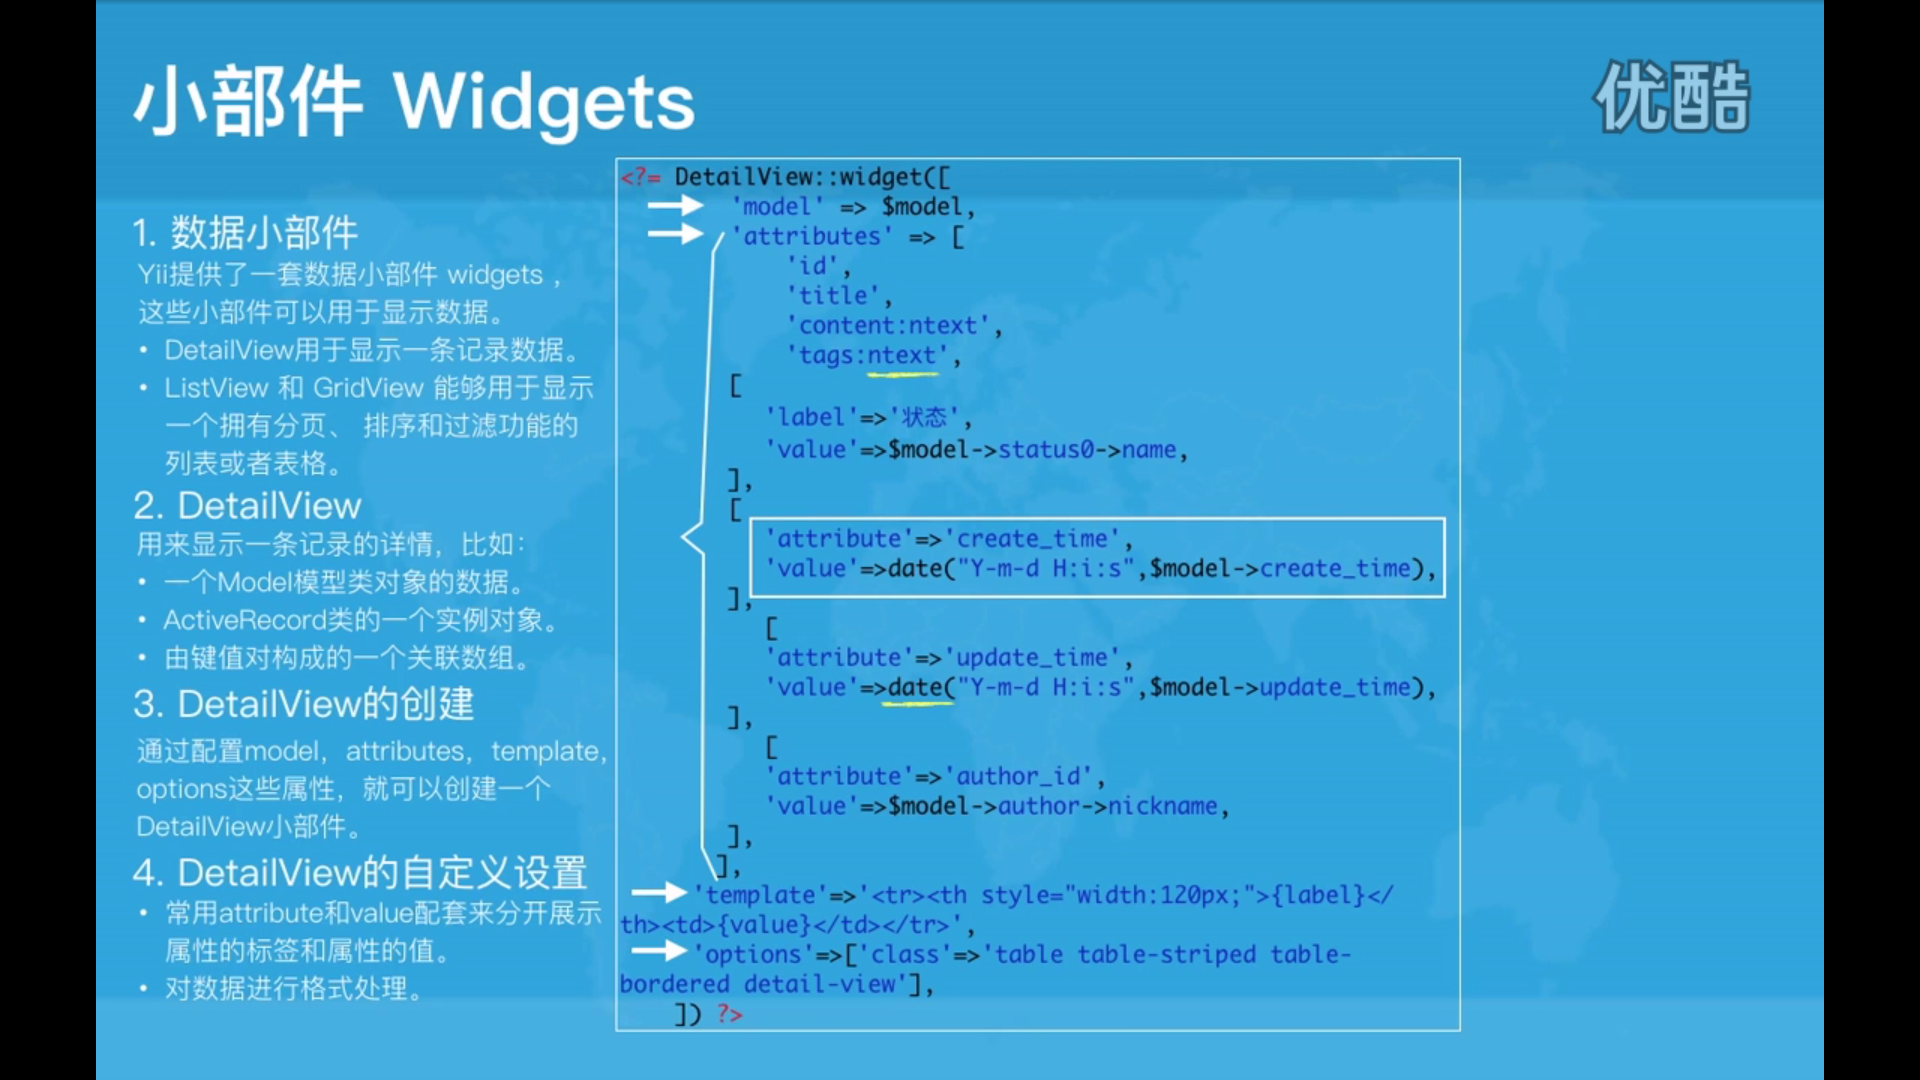 小部件 Widgets
优酷
1. 数据小部件
Yii提供了一套数据小部件 widgets ,
这些小部件可以用于显示数据。
• DetailView用于显示一条记录数据。
• ListView 和 GridView 能够用于显示
一个拥有分页、 排序和过滤功能的
列表或者表格。
2. DetailView
用来显示一条记录的详情，比如：
• 一个Model模型类对象的数据。
• ActiveRecord类的一个实例对象。
• 由键值对构成的一个关联数组。
3. DetailView的创建
通过配置model，attributes，template,
options这些属性，就可以创建一个
DetailView小部件。
4. DetailView的自定义设置
• 常用attribute和value配套来分开展示
属性的标签和属性的值。
• 对数据进行格式处理。
<?= DetailView::widget([
'model' => $model,
'attributes' => [
'id',
'title',
'content:ntext',
'tags:ntext',
[
'label'=>'状态',
'value'=>$model->status0->name,
],
[
'attribute'=>'create_time',
'value'=>date("Y-m-d H:i:s",$model->create_time),
],
[
'attribute'=>'update_time',
'value'=>date("Y-m-d H:i:s",$model->update_time),
],
[
'attribute'=>'author_id',
'value'=>$model->author->nickname,
],
],
'template'=>'<tr><th style="width:120px;">{label}</
th><td>{value}</td></tr>',
'options'=>['class'=>'table table-striped table-
bordered detail-view'],
]) ?>